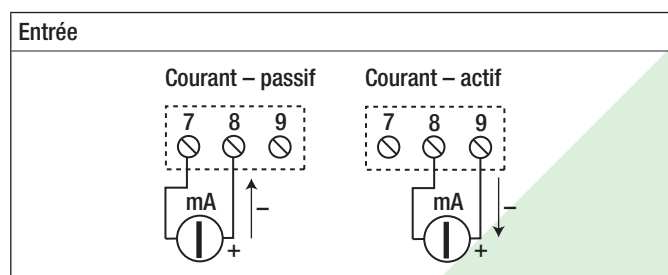 Entrée
Courant – passif Courant – actif
7 8 9 7 8 9
mA – mA –
+ +